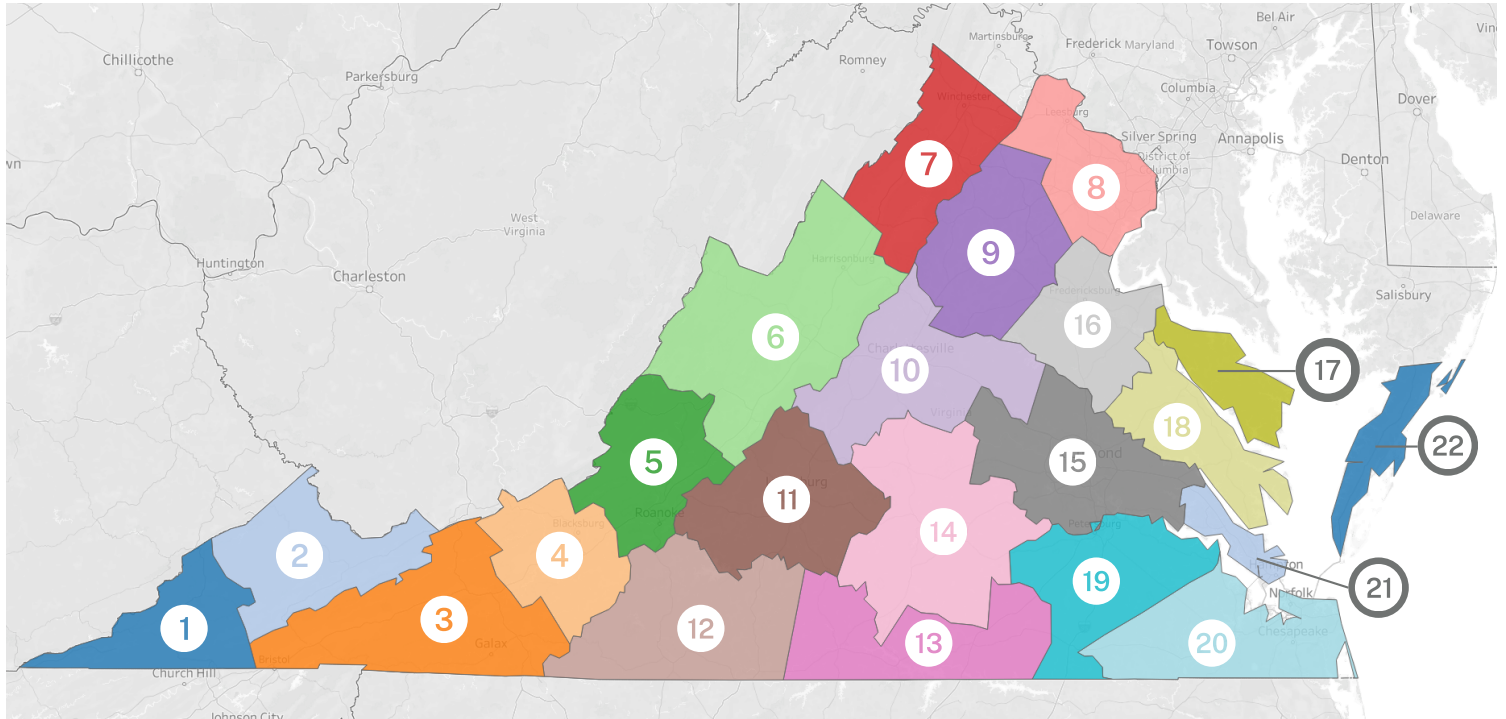 Bel Air
Martinsburg
Frederick
Maryland
Towson
Chillicothe
Romney
Parkersburg
Columbia
Dover
Winchester
Leesburg
Silver Spring
Annapolis
7
District of
Columbia
Denton
wn
8
Delaware
West
Virginia
9
Huntington
Harrisonburg
Charleston
Salisbury
Fredericksburg
16
6
10
17
Virginia
18
22
5
15
11
Roanoke
Blacksburg
14
2
4
19
21
Norfolk
3
1
12
13
20
Chesapeake
Galax
Bristol
Church Hill
Johnson City